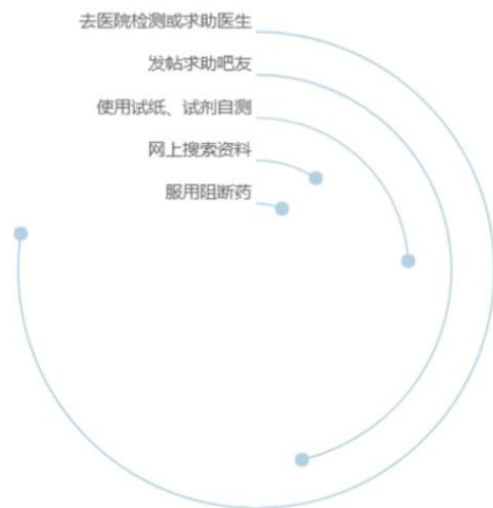 去医院检测或求助医生
发帖求助吧友
使用试纸、试剂自测
网上搜索资料
服用阻断药